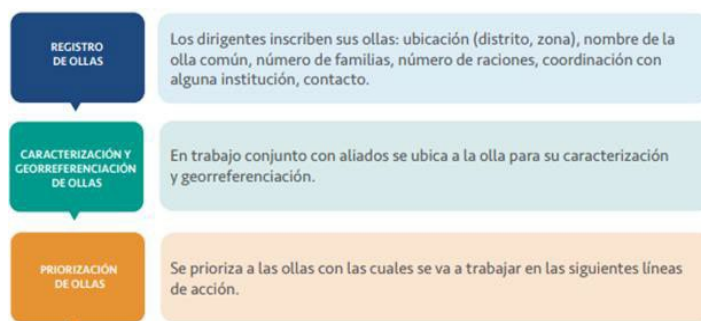 REGISTRO
DE OLLAS
Los dirigentes inscriben sus ollas: ubicación (distrito, zona), nombre de la
olla común, número de familias, número de raciones, coordinación con
alguna institución, contacto.
CARACTERIZACIÓN Y
GEORREFERENCIACIÓN
DE OLLAS
En trabajo conjunto con aliados se ubica a la olla para su caracterización
y georreferenciación.
PRIORIZACIÓN
DE OLLAS
Se prioriza a las ollas con las cuales se va a trabajar en las siguientes líneas
de acción.